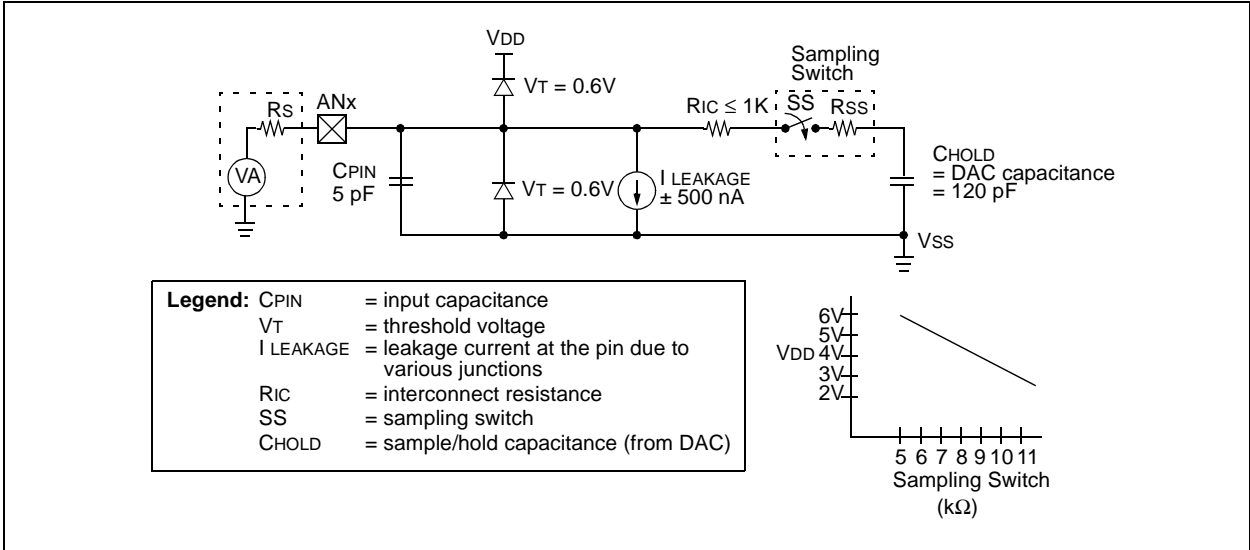 VDD
Sampling
Switch
VT = 0.6V
RS
ANx
RIC ≤ 1K
SS
RSS
VA
CPIN
5 pF
VT = 0.6V
I LEAKAGE
± 500 nA
CHOLD
= DAC capacitance
= 120 pF
VSS
Legend: CPIN = input capacitance
VT = threshold voltage
I LEAKAGE = leakage current at the pin due to
various junctions
RIC = interconnect resistance
SS = sampling switch
CHOLD = sample/hold capacitance (from DAC)
6V
5V
VDD 4V
3V
2V
5 6 7 8 9 10 11
Sampling Switch
(kΩ)